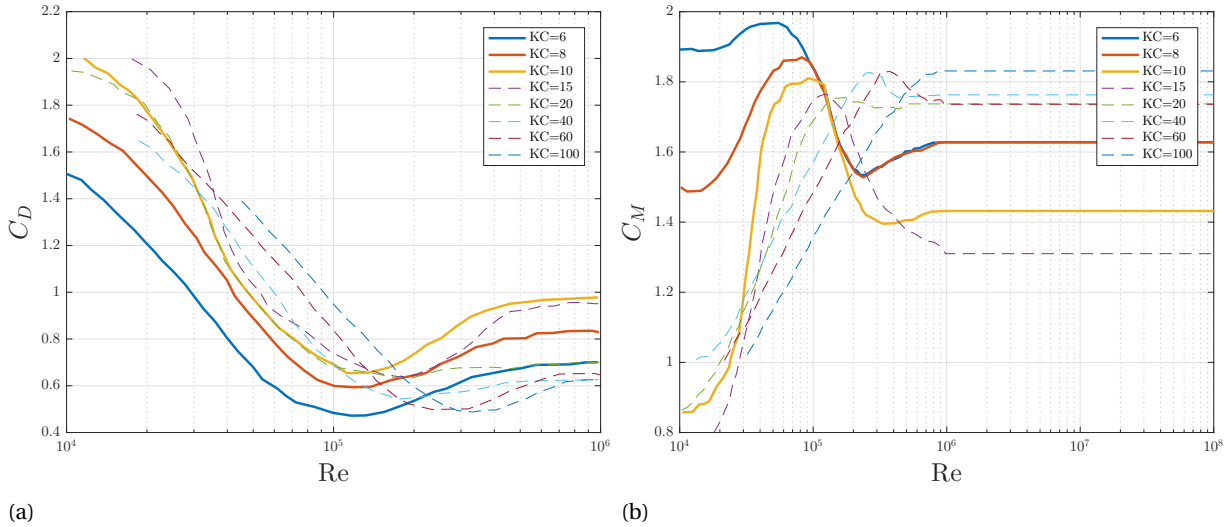 2.2
2
1.8
1.6
1.4
1.2
1
0.8
0.6
0.4
C_D
10^4
10^5
10^6
Re
KC=6
KC=8
KC=10
KC=15
KC=20
KC=40
KC=60
KC=100
(a)
2
1.8
1.6
1.4
1.2
1
0.8
C_M
10^4
10^5
10^6
10^7
10^8
Re
KC=6
KC=8
KC=10
KC=15
KC=20
KC=40
KC=60
KC=100
(b)